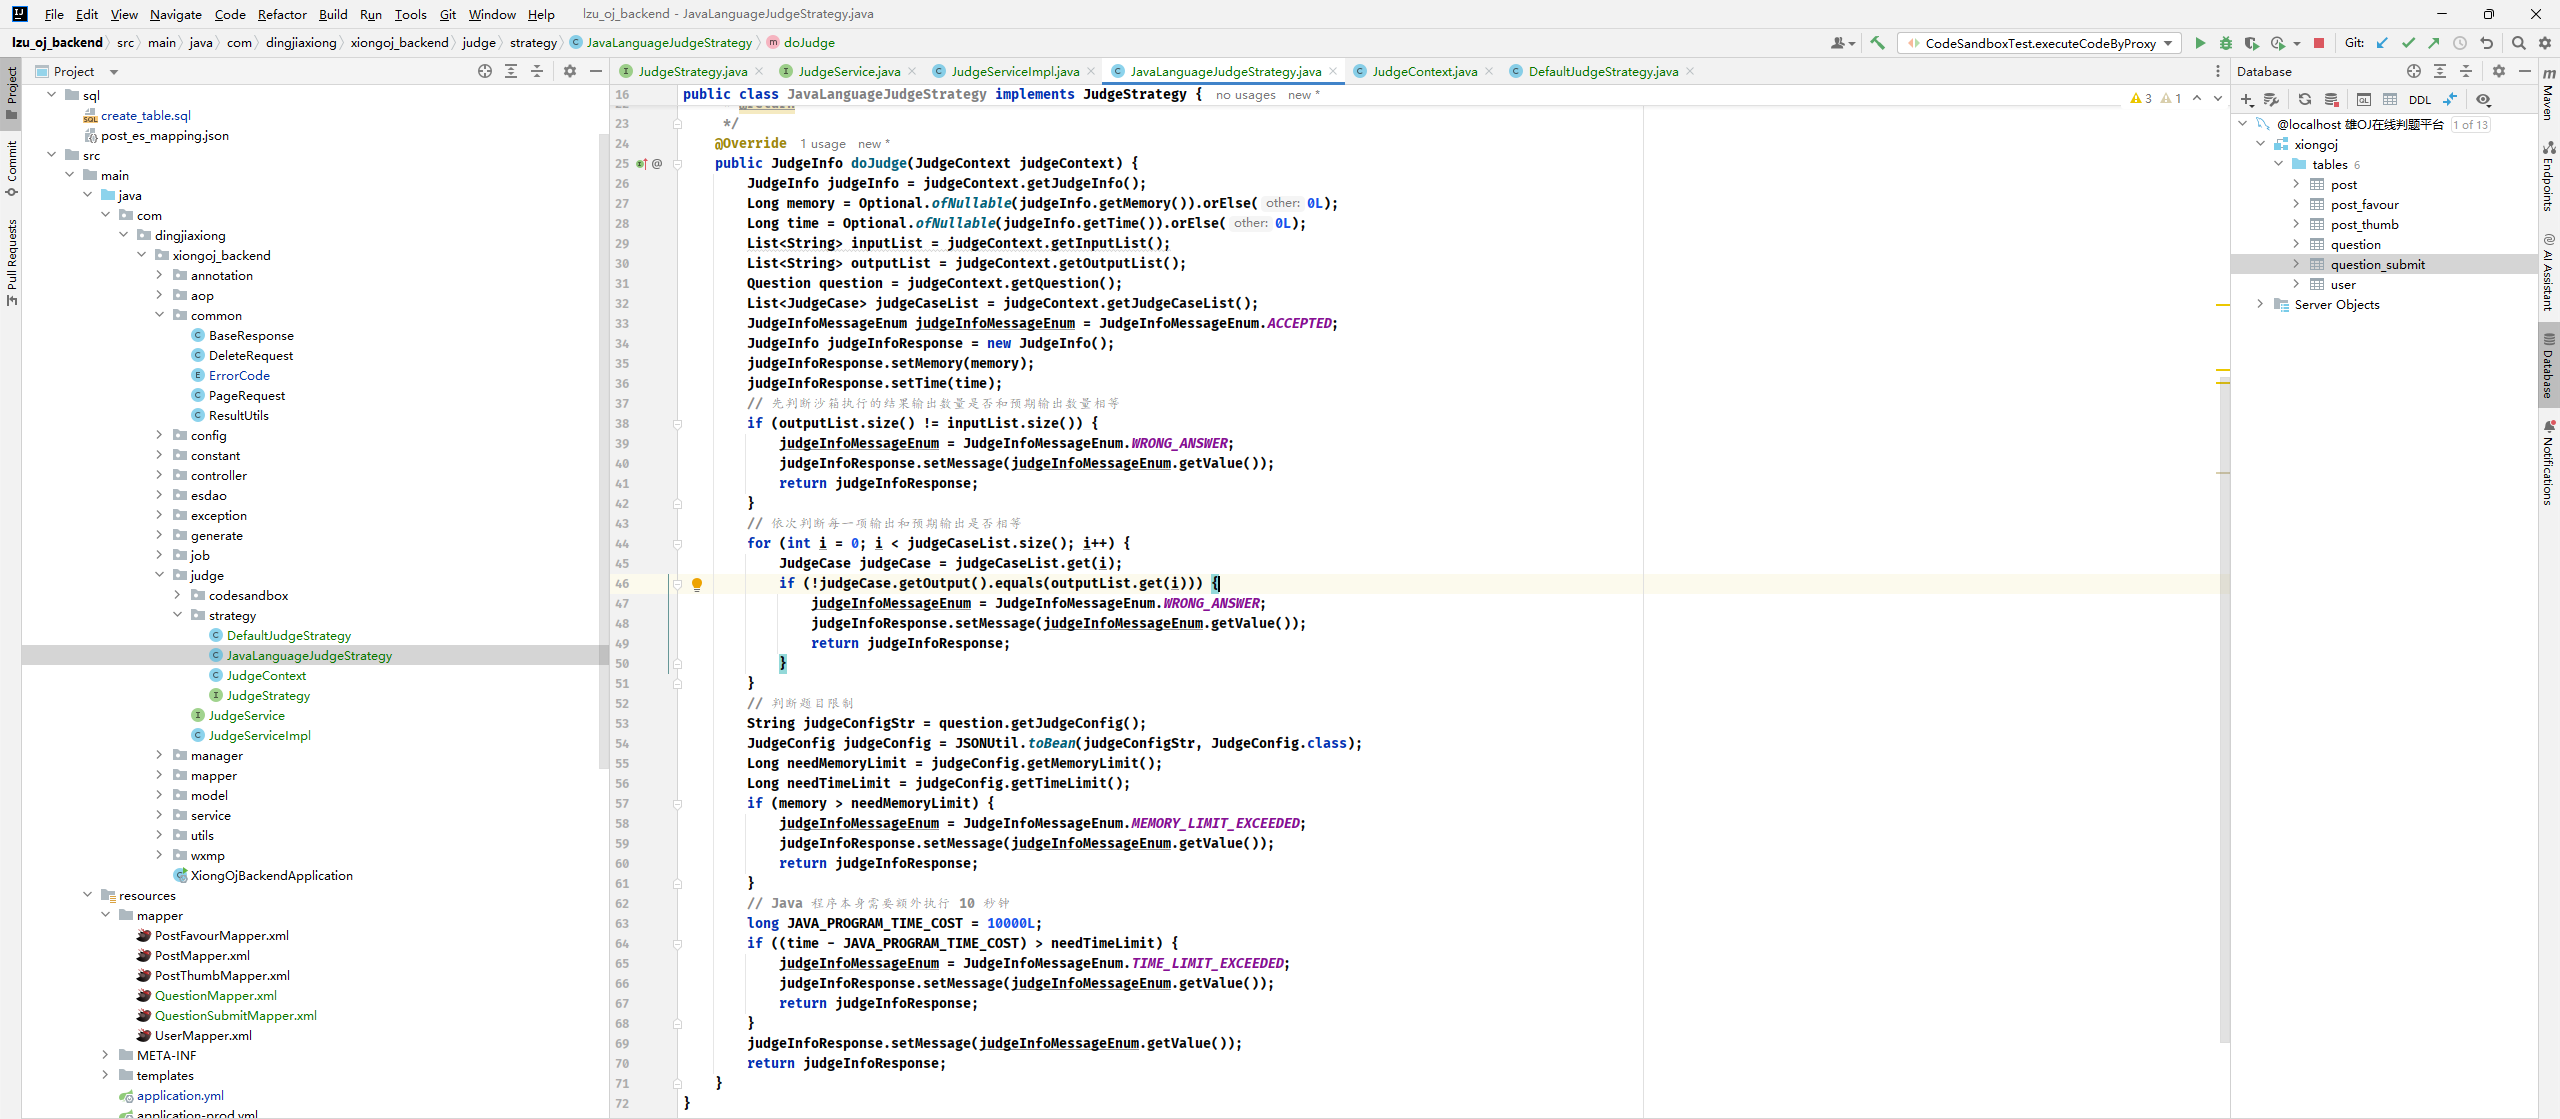 File Edit View Navigate Code Refactor Build Run Tools Git Window Help lzu_oj_backend - JavaLanguageJudgeStrategy.java
lzu_oj_backend src main java com dingjiaxiong xiongoj_backend judge strategy JavaLanguageJudgeStrategy doJudge
CodeSandboxTest.executeCodeByProxy Git:
Project
JudgeStrategy.java JudgeService.java JudgeServiceImpl.java JavaLanguageJudgeStrategy.java JudgeContext.java DefaultJudgeStrategy.java
Database
Project
Commit
Pull Requests
sql
create_table.sql
post_es_mapping.json
src
main
java
com
dingjiaxiong
xiongoj_backend
annotation
aop
common
BaseResponse
DeleteRequest
ErrorCode
PageRequest
ResultUtils
config
constant
controller
esdao
exception
generate
job
judge
codesandbox
strategy
DefaultJudgeStrategy
JavaLanguageJudgeStrategy
JudgeContext
JudgeStrategy
JudgeService
JudgeServiceImpl
manager
mapper
model
service
utils
wxmp
XiongOjBackendApplication
resources
mapper
PostFavourMapper.xml
PostMapper.xml
PostThumbMapper.xml
QuestionMapper.xml
QuestionSubmitMapper.xml
UserMapper.xml
META-INF
templates
application.yml
application-prod.yml
16 public class JavaLanguageJudgeStrategy implements JudgeStrategy { no usages new *
3 1
23 */
24 @Override 1 usage new *
25 public JudgeInfo doJudge(JudgeContext judgeContext) {
26 JudgeInfo judgeInfo = judgeContext.getJudgeInfo();
27 Long memory = Optional.ofNullable(judgeInfo.getMemory()).orElse( other: 0L);
28 Long time = Optional.ofNullable(judgeInfo.getTime()).orElse( other: 0L);
29 List<String> inputList = judgeContext.getInputList();
30 List<String> outputList = judgeContext.getOutputList();
31 Question question = judgeContext.getQuestion();
32 List<JudgeCase> judgeCaseList = judgeContext.getJudgeCaseList();
33 JudgeInfoMessageEnum judgeInfoMessageEnum = JudgeInfoMessageEnum.ACCEPTED;
34 JudgeInfo judgeInfoResponse = new JudgeInfo();
35 judgeInfoResponse.setMemory(memory);
36 judgeInfoResponse.setTime(time);
37 // 先判断沙箱执行的结果输出数量是否和预期输出数量相等
38 if (outputList.size() != inputList.size()) {
39 judgeInfoMessageEnum = JudgeInfoMessageEnum.WRONG_ANSWER;
40 judgeInfoResponse.setMessage(judgeInfoMessageEnum.getValue());
41 return judgeInfoResponse;
42 }
43 // 依次判断每一项输出和预期输出是否相等
44 for (int i = 0; i < judgeCaseList.size(); i++) {
45 JudgeCase judgeCase = judgeCaseList.get(i);
46 if (!judgeCase.getOutput().equals(outputList.get(i))) {
47 judgeInfoMessageEnum = JudgeInfoMessageEnum.WRONG_ANSWER;
48 judgeInfoResponse.setMessage(judgeInfoMessageEnum.getValue());
49 return judgeInfoResponse;
50 }
51 }
52 // 判断题目限制
53 String judgeConfigStr = question.getJudgeConfig();
54 JudgeConfig judgeConfig = JSONUtil.toBean(judgeConfigStr, JudgeConfig.class);
55 Long needMemoryLimit = judgeConfig.getMemoryLimit();
56 Long needTimeLimit = judgeConfig.getTimeLimit();
57 if (memory > needMemoryLimit) {
58 judgeInfoMessageEnum = JudgeInfoMessageEnum.MEMORY_LIMIT_EXCEEDED;
59 judgeInfoResponse.setMessage(judgeInfoMessageEnum.getValue());
60 return judgeInfoResponse;
61 }
62 // Java 程序本身需要额外执行 10 秒钟
63 long JAVA_PROGRAM_TIME_COST = 10000L;
64 if ((time - JAVA_PROGRAM_TIME_COST) > needTimeLimit) {
65 judgeInfoMessageEnum = JudgeInfoMessageEnum.TIME_LIMIT_EXCEEDED;
66 judgeInfoResponse.setMessage(judgeInfoMessageEnum.getValue());
67 return judgeInfoResponse;
68 }
69 judgeInfoResponse.setMessage(judgeInfoMessageEnum.getValue());
70 return judgeInfoResponse;
71 }
72 }
DDL
@localhost 雄OJ在线判题平台 1 of 13
xiongoj
tables 6
post
post_favour
post_thumb
question
question_submit
user
Server Objects
Maven
Endpoints
AI Assistant
Database
Notifications